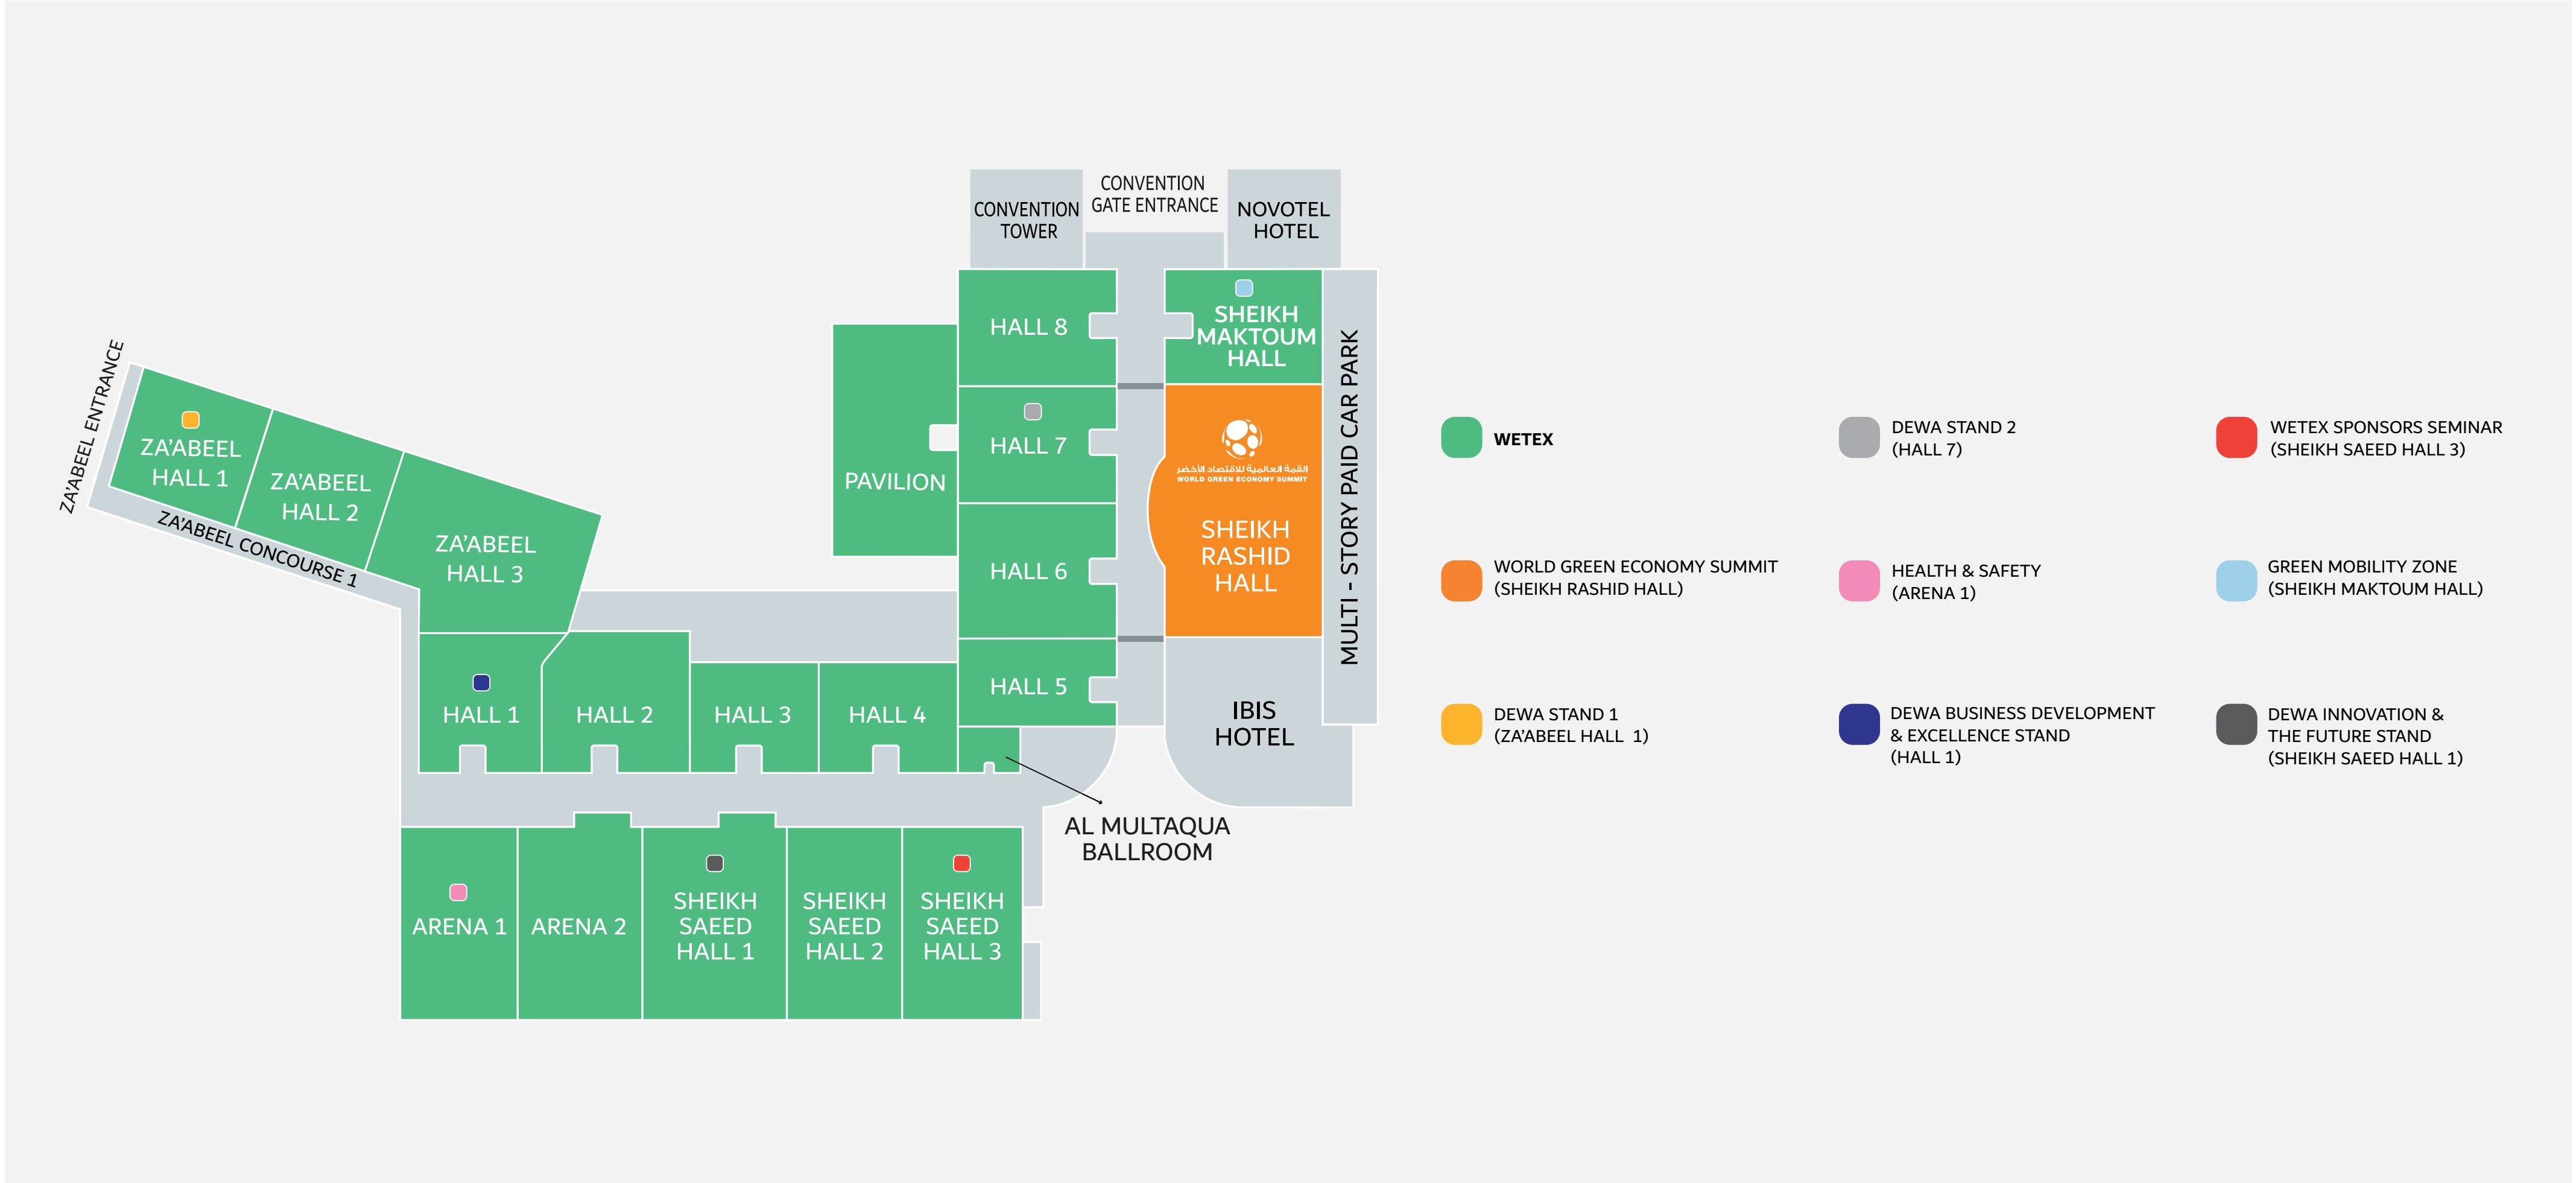 CONVENTION
TOWER
CONVENTION
GATE ENTRANCE
NOVOTEL
HOTEL
HALL 8
SHEIKH
MAKTOUM
HALL
MULTI - STORY PAID CAR PARK
HALL 7
PAVILION
القمة العالمية للاقتصاد الأخضر
WORLD GREEN ECONOMY SUMMIT
SHEIKH
RASHID
HALL
HALL 6
HALL 5
IBIS
HOTEL
ZA'ABEEL ENTRANCE
ZA'ABEEL
HALL 1
ZA'ABEEL
HALL 2
ZA'ABEEL
HALL 3
ZA'ABEEL CONCOURSE 1
HALL 1
HALL 2
HALL 3
HALL 4
AL MULTAQUA
BALLROOM
ARENA 1
ARENA 2
SHEIKH
SAEED
HALL 1
SHEIKH
SAEED
HALL 2
SHEIKH
SAEED
HALL 3
WETEX
DEWA STAND 2
(HALL 7)
WETEX SPONSORS SEMINAR
(SHEIKH SAEED HALL 3)
WORLD GREEN ECONOMY SUMMIT
(SHEIKH RASHID HALL)
HEALTH & SAFETY
(ARENA 1)
GREEN MOBILITY ZONE
(SHEIKH MAKTOUM HALL)
DEWA STAND 1
(ZA'ABEEL HALL 1)
DEWA BUSINESS DEVELOPMENT
& EXCELLENCE STAND
(HALL 1)
DEWA INNOVATION &
THE FUTURE STAND
(SHEIKH SAEED HALL 1)